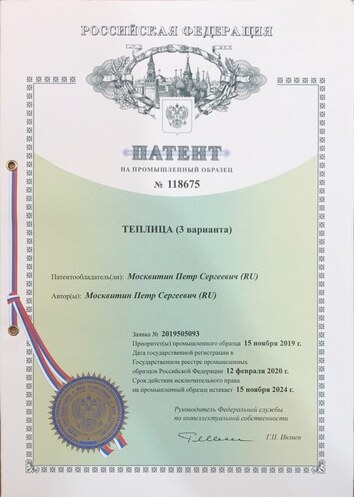 РОССИЙСКАЯ ФЕДЕРАЦИЯ
ПАТЕНТ
НА ПРОМЫШЛЕННЫЙ ОБРАЗЕЦ
№ 118675
ТЕПЛИЦА (3 варианта)
Патентообладатель(ли): Москвитин Петр Сергеевич (RU)
Автор(ы): Москвитин Петр Сергеевич (RU)
Заявка № 2019505093
Приоритет(ы) промышленного образца 15 ноября 2019 г.
Дата государственной регистрации в
Государственном реестре промышленных
образцов Российской Федерации 12 февраля 2020 г.
Срок действия исключительного права
на промышленный образец истекает 15 ноября 2024 г.
Руководитель Федеральной службы
по интеллектуальной собственности
Г.П. Ивлиев